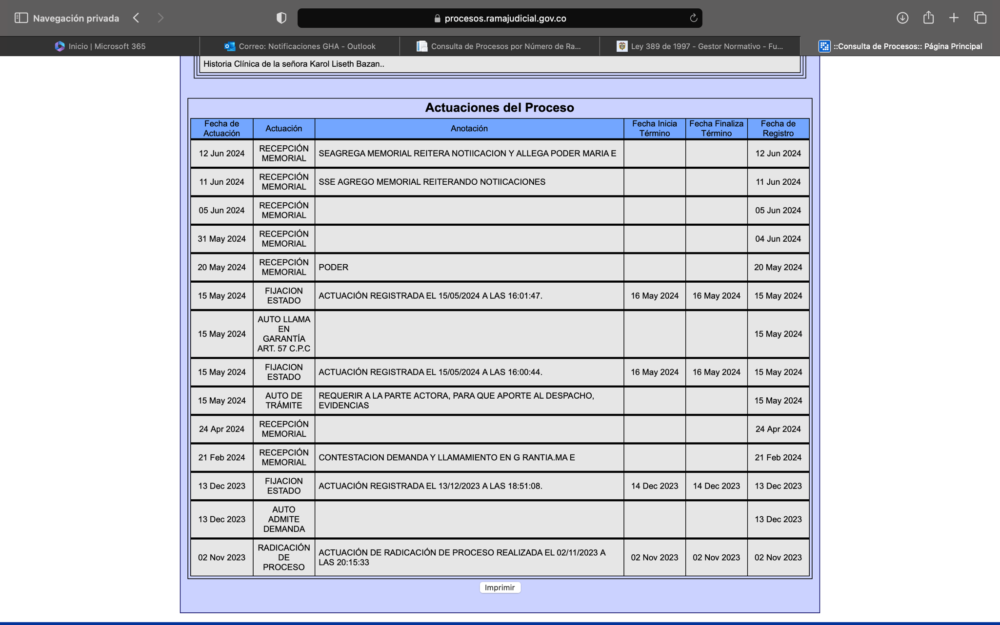 Navegación privada
procesos.ramajudicial.gov.co
Inicio | Microsoft 365
Correo: Notificaciones GHA - Outlook
Consulta de Procesos por Número de Ra...
Ley 389 de 1997 - Gestor Normativo - Fu...
::Consulta de Procesos:: Página Principal
Historia Clínica de la señora Karol Liseth Bazan..
Actuaciones del Proceso
Fecha de
Actuación
Actuación
Anotación
Fecha Inicia
Término
Fecha Finaliza
Término
Fecha de
Registro
12 Jun 2024
RECEPCIÓN
MEMORIAL
SEAGREGA MEMORIAL REITERA NOTIICACION Y ALLEGA PODER MARIA E
12 Jun 2024
11 Jun 2024
RECEPCIÓN
MEMORIAL
SSE AGREGO MEMORIAL REITERANDO NOTIICACIONES
11 Jun 2024
05 Jun 2024
RECEPCIÓN
MEMORIAL
05 Jun 2024
31 May 2024
RECEPCIÓN
MEMORIAL
04 Jun 2024
20 May 2024
RECEPCIÓN
MEMORIAL
PODER
20 May 2024
15 May 2024
FIJACION
ESTADO
ACTUACIÓN REGISTRADA EL 15/05/2024 A LAS 16:01:47.
16 May 2024
16 May 2024
15 May 2024
15 May 2024
AUTO LLAMA
EN
GARANTÍA
ART. 57 C.P.C
15 May 2024
15 May 2024
FIJACION
ESTADO
ACTUACIÓN REGISTRADA EL 15/05/2024 A LAS 16:00:44.
16 May 2024
16 May 2024
15 May 2024
15 May 2024
AUTO DE
TRÁMITE
REQUERIR A LA PARTE ACTORA, PARA QUE APORTE AL DESPACHO,
EVIDENCIAS
15 May 2024
24 Apr 2024
RECEPCIÓN
MEMORIAL
24 Apr 2024
21 Feb 2024
RECEPCIÓN
MEMORIAL
CONTESTACION DEMANDA Y LLAMAMIENTO EN G RANTIA.MA E
21 Feb 2024
13 Dec 2023
FIJACION
ESTADO
ACTUACIÓN REGISTRADA EL 13/12/2023 A LAS 18:51:08.
14 Dec 2023
14 Dec 2023
13 Dec 2023
13 Dec 2023
AUTO
ADMITE
DEMANDA
13 Dec 2023
02 Nov 2023
RADICACIÓN
DE
PROCESO
ACTUACIÓN DE RADICACIÓN DE PROCESO REALIZADA EL 02/11/2023 A
LAS 20:15:33
02 Nov 2023
02 Nov 2023
02 Nov 2023
Imprimir